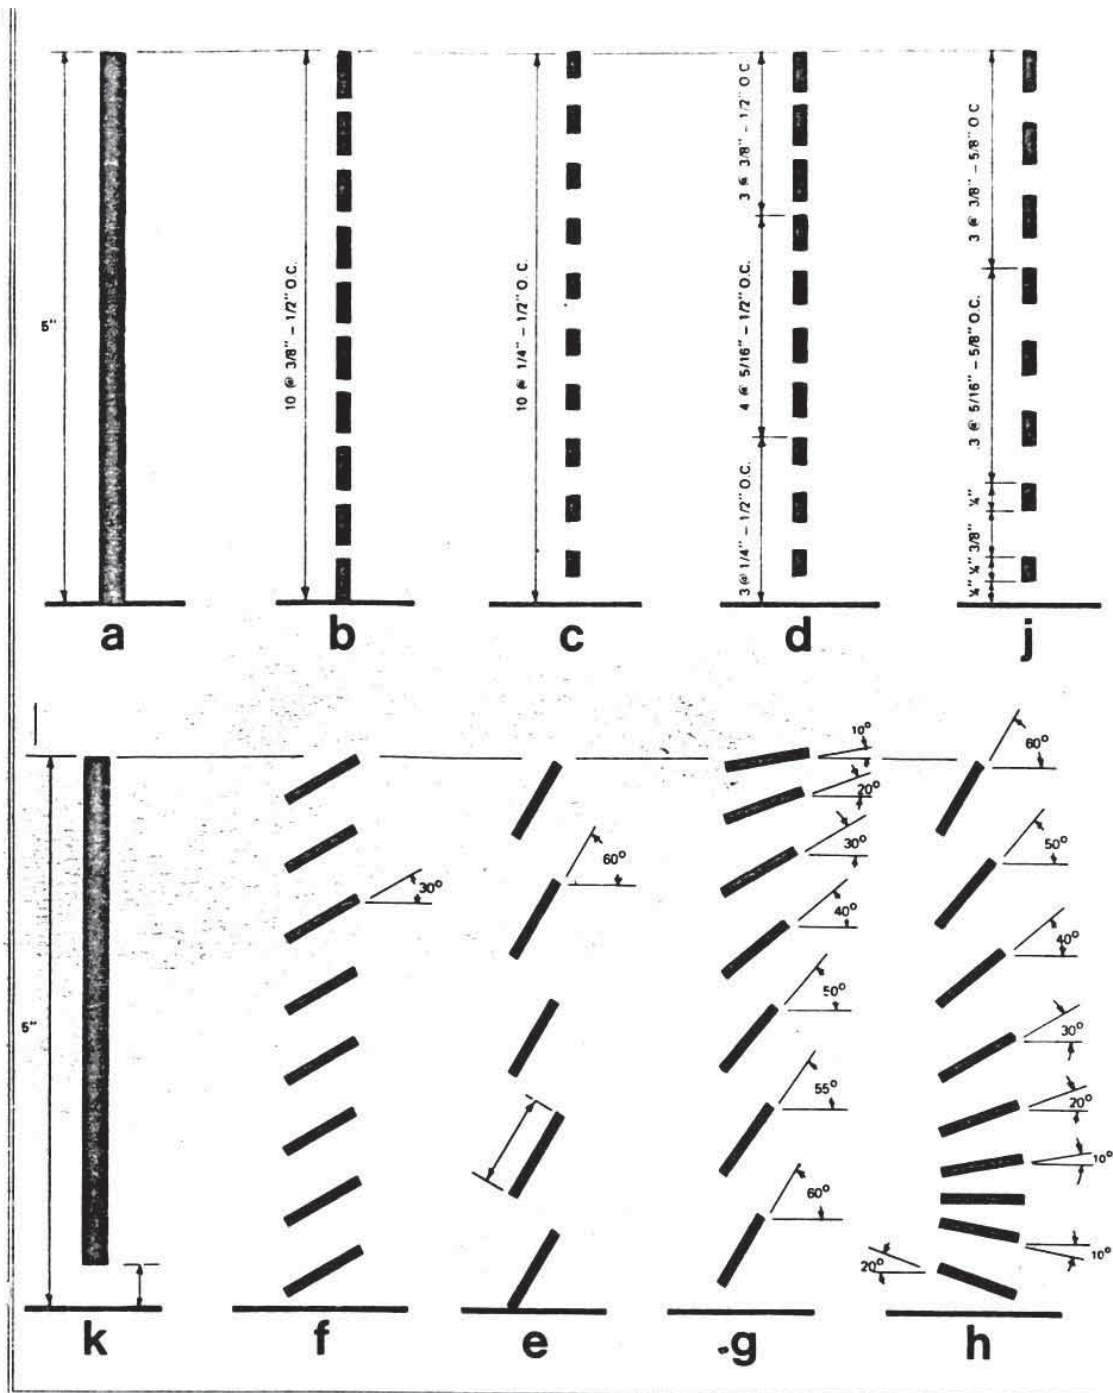 5"
10 @ 3/8" – 1/2" O.C.
10 @ 1/4" – 1/2" O.C.
3 @ 3/8" – 1/2" O.C
4 @ 5/16" – 1/2" O.C.
3 @ 1/4" – 1/2" O.C.
3 @ 3/8" – 5/8" O.C
3 @ 5/16" – 5/8" O.C.
¼"
3/8"
¼"
¼"
a b c d j
5"
30°
60°
10°
20°
30°
40°
50°
55°
60°
60°
50°
40°
30°
20°
10°
10°
20°
k f e g h